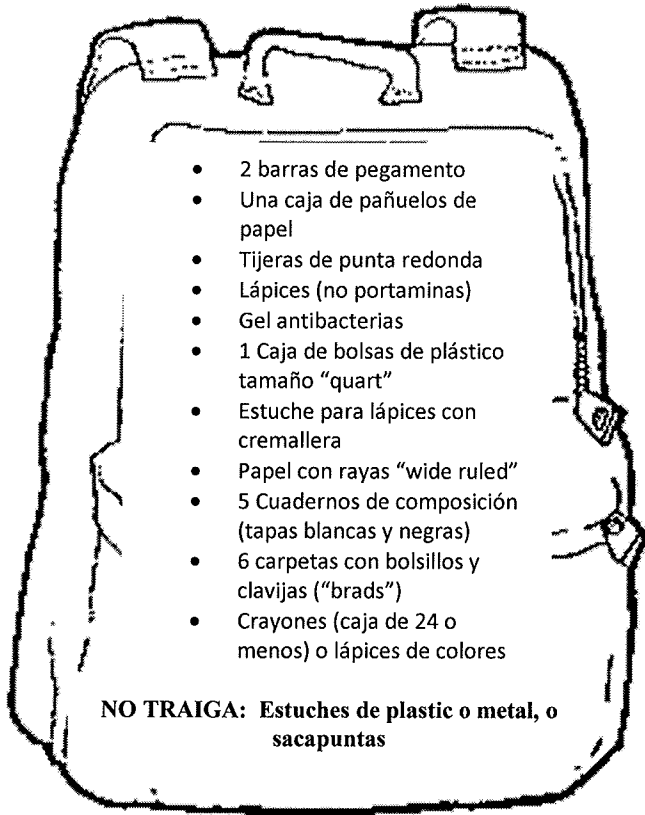 • 2 barras de pegamento
• Una caja de pañuelos de
papel
• Tijeras de punta redonda
• Lápices (no portaminas)
• Gel antibacterias
• 1 Caja de bolsas de plástico
tamaño “quart”
• Estuche para lápices con
cremallera
• Papel con rayas “wide ruled”
• 5 Cuadernos de composición
(tapas blancas y negras)
• 6 carpetas con bolsillos y
clavijas (“brads”)
• Crayones (caja de 24 o
menos) o lápices de colores
NO TRAIGA: Estuches de plastic o metal, o
sacapuntas